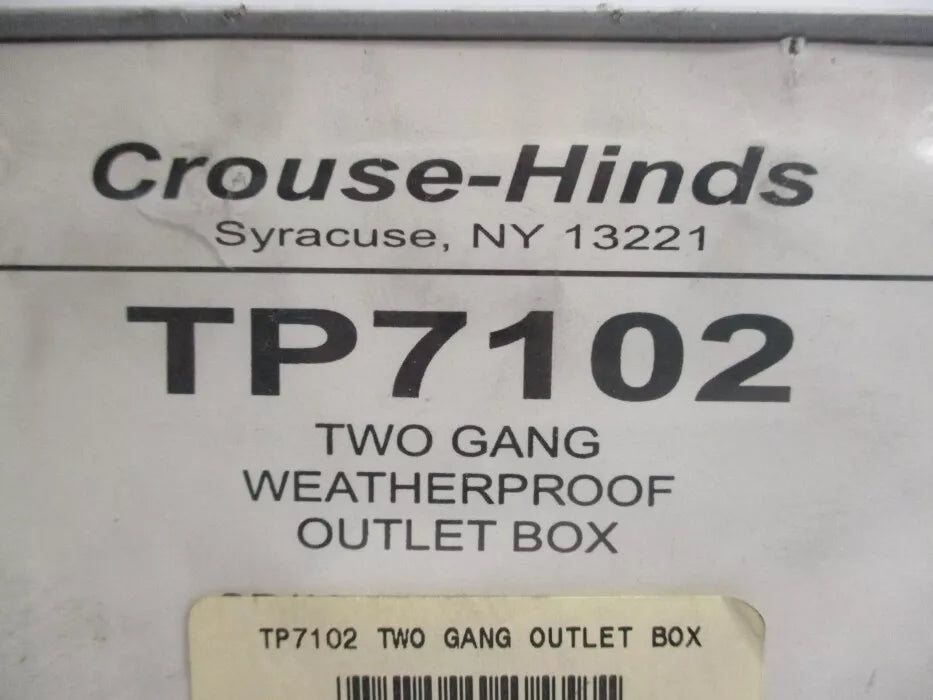 Crouse-Hinds
Syracuse, NY 13221
TP7102
TWO GANG
WEATHERPROOF
OUTLET BOX
TP7102 TWO GANG OUTLET BOX